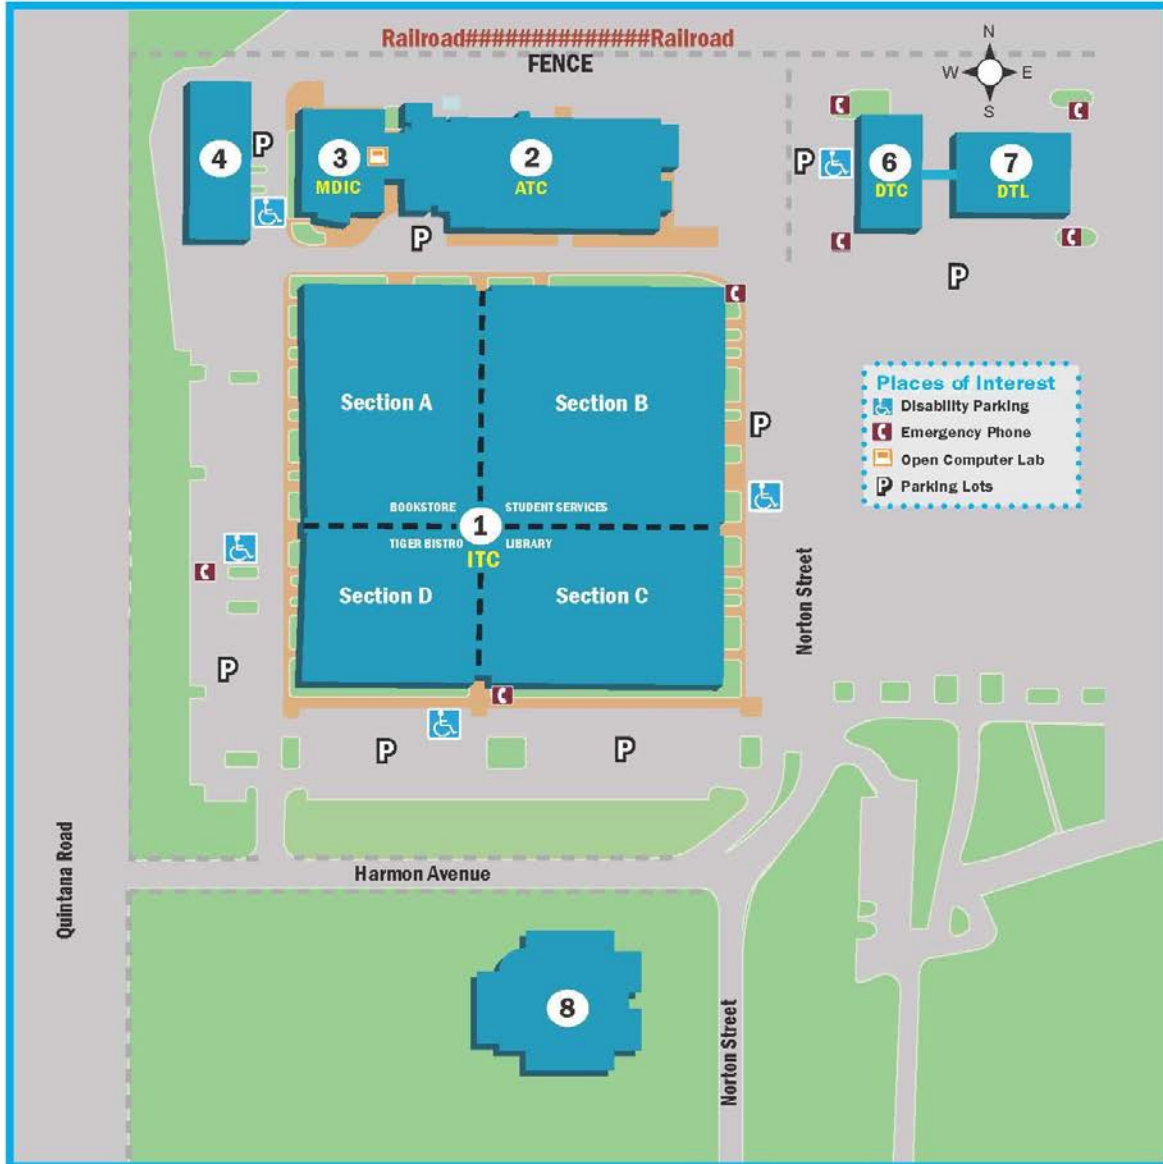 Railroad##############Railroad
FENCE
N
W E
S
4
P
3
MDIC
2
ATC
P
P
6
DTC
7
DTL
P
Section A
Section B
P
Places of Interest
Disability Parking
Emergency Phone
Open Computer Lab
P Parking Lots
BOOKSTORE
STUDENT SERVICES
1
TIGER BISTRO
LIBRARY
ITC
Section D
Section C
Norton Street
P
P
P
Quintana Road
Harmon Avenue
8
Norton Street